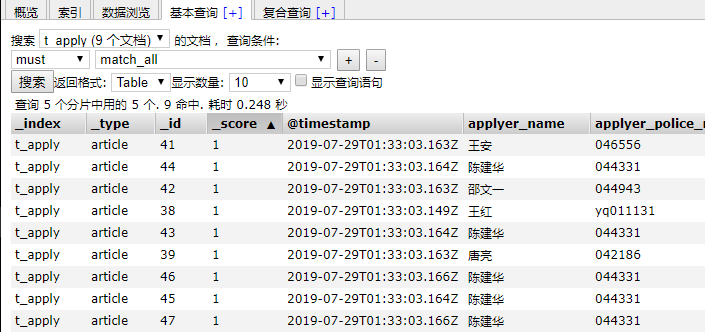 概览 索引 数据浏览 基本查询 [+] 复合查询 [+]
搜索 t_apply (9 个文档) 的文档， 查询条件:
must match_all + -
搜索 返回格式: Table 显示数量: 10 显示查询语句
查询 5 个分片中用的 5 个. 9 命中. 耗时 0.248 秒
_index _type _id _score ▲ @timestamp applyer_name applyer_police_
t_apply article 41 1 2019-07-29T01:33:03.163Z 王安 046556
t_apply article 44 1 2019-07-29T01:33:03.164Z 陈建华 044331
t_apply article 42 1 2019-07-29T01:33:03.163Z 邵文一 044943
t_apply article 38 1 2019-07-29T01:33:03.149Z 王红 yq011131
t_apply article 43 1 2019-07-29T01:33:03.164Z 陈建华 044331
t_apply article 39 1 2019-07-29T01:33:03.163Z 唐亮 042186
t_apply article 46 1 2019-07-29T01:33:03.166Z 陈建华 044331
t_apply article 45 1 2019-07-29T01:33:03.164Z 陈建华 044331
t_apply article 47 1 2019-07-29T01:33:03.166Z 陈建华 044331